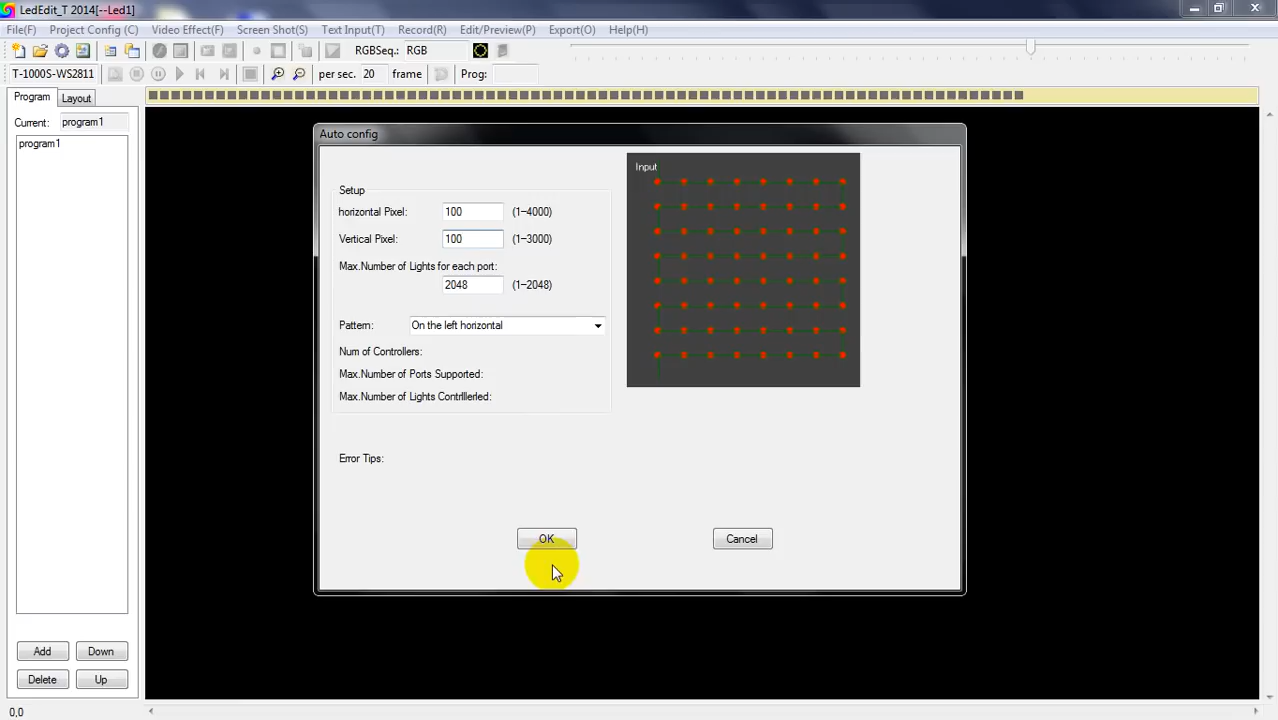 LedEdit_T 2014[--Led1]
File(F) Project Config (C) Video Effect(F) Screen Shot(S) Text Input(T) Record(R) Edit/Preview(P) Export(O) Help(H)
RGBSeq.: RGB
T-1000S-WS2811 per sec. 20 frame Prog:
Program Layout
Current: program1
program1
Auto config
Input
Setup
horizontal Pixel: 100 (1-4000)
Vertical Pixel: 100 (1-3000)
Max.Number of Lights for each port:
2048 (1-2048)
Pattern: On the left horizontal
Num of Controllers:
Max.Number of Ports Supported:
Max.Number of Lights Contrlllerled:
Error Tips:
OK Cancel
Add Down
Delete Up
0,0